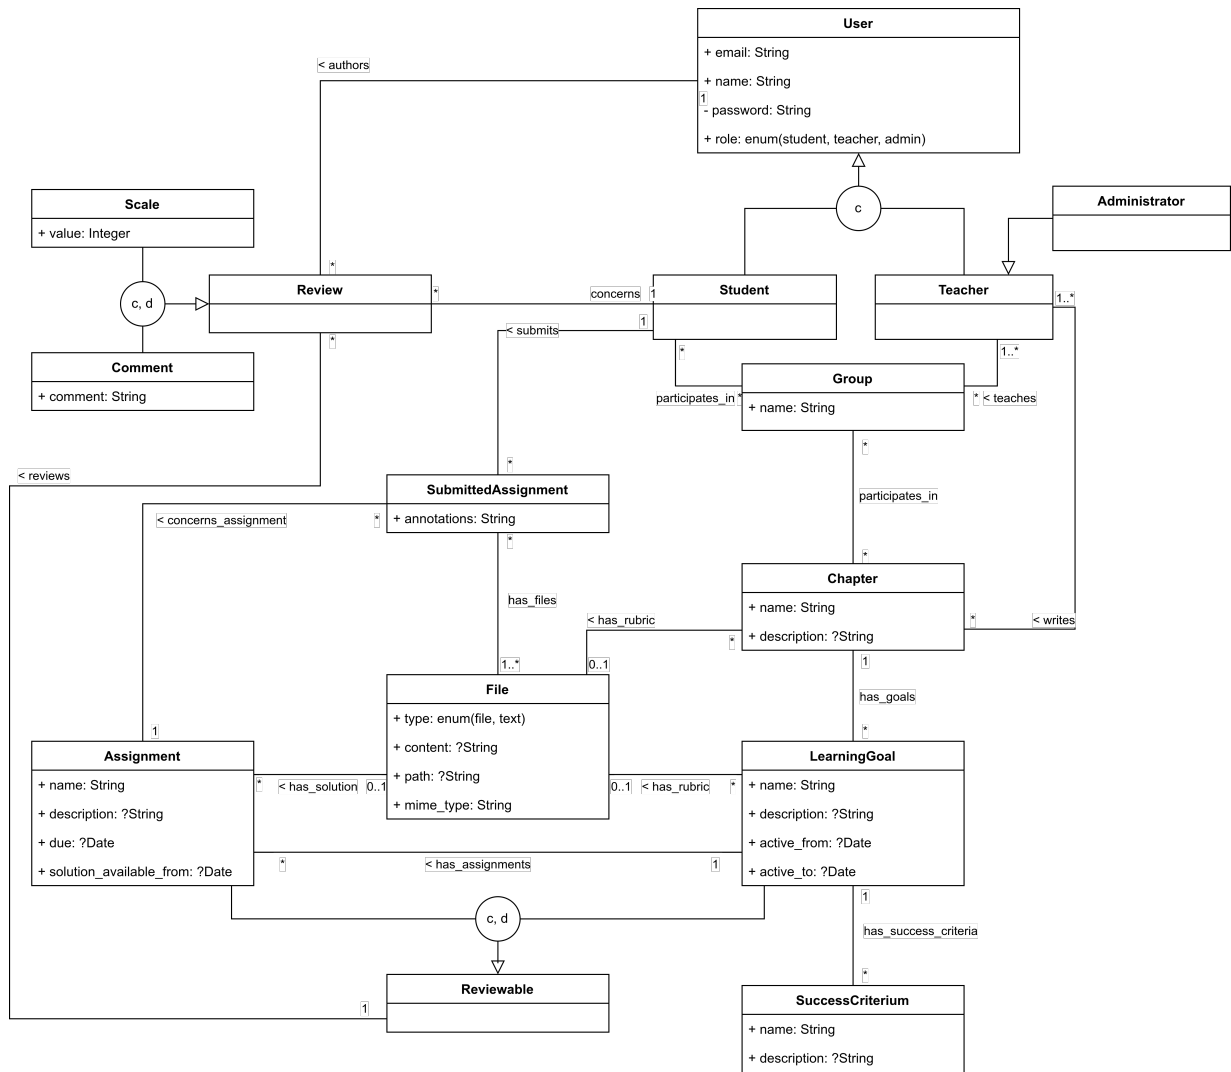 User
+ email: String
+ name: String
1
- password: String
+ role: enum(student, teacher, admin)
< authors
c
Administrator
Scale
+ value: Integer
c, d
Review
*
*
*
concerns
1
Student
Teacher
1..*
Comment
+ comment: String
< submits
1
*
1..*
Group
+ name: String
participates_in
*
*
< teaches
< reviews
*
*
SubmittedAssignment
+ annotations: String
participates_in
< concerns_assignment
*
*
*
Chapter
+ name: String
+ description: ?String
has_files
< has_rubric
*
*
< writes
1..*
0..1
1
File
+ type: enum(file, text)
+ content: ?String
+ path: ?String
+ mime_type: String
has_goals
1
*
Assignment
+ name: String
+ description: ?String
+ due: ?Date
+ solution_available_from: ?Date
*
< has_solution
0..1
0..1
< has_rubric
*
LearningGoal
+ name: String
+ description: ?String
+ active_from: ?Date
+ active_to: ?Date
*
< has_assignments
1
1
c, d
has_success_criteria
*
Reviewable
1
SuccessCriterium
+ name: String
+ description: ?String